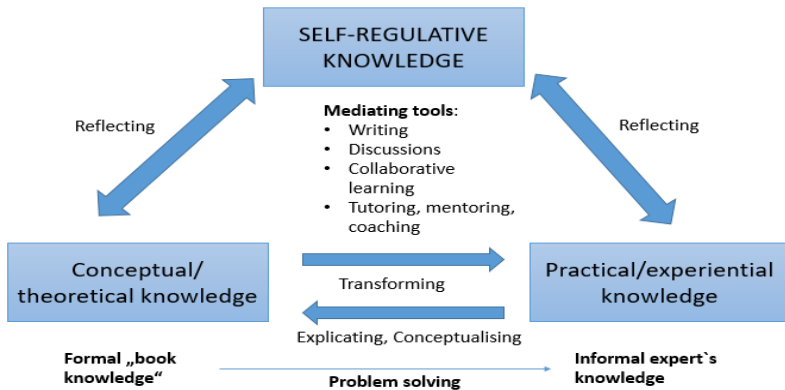 SELF-REGULATIVE
KNOWLEDGE
Reflecting
Mediating tools:
• Writing
• Discussions
• Collaborative
learning
• Tutoring, mentoring,
coaching
Reflecting
Conceptual/
theoretical knowledge
Transforming
Explicating, Conceptualising
Practical/experiential
knowledge
Formal „book
knowledge“
Problem solving
Informal expert`s
knowledge